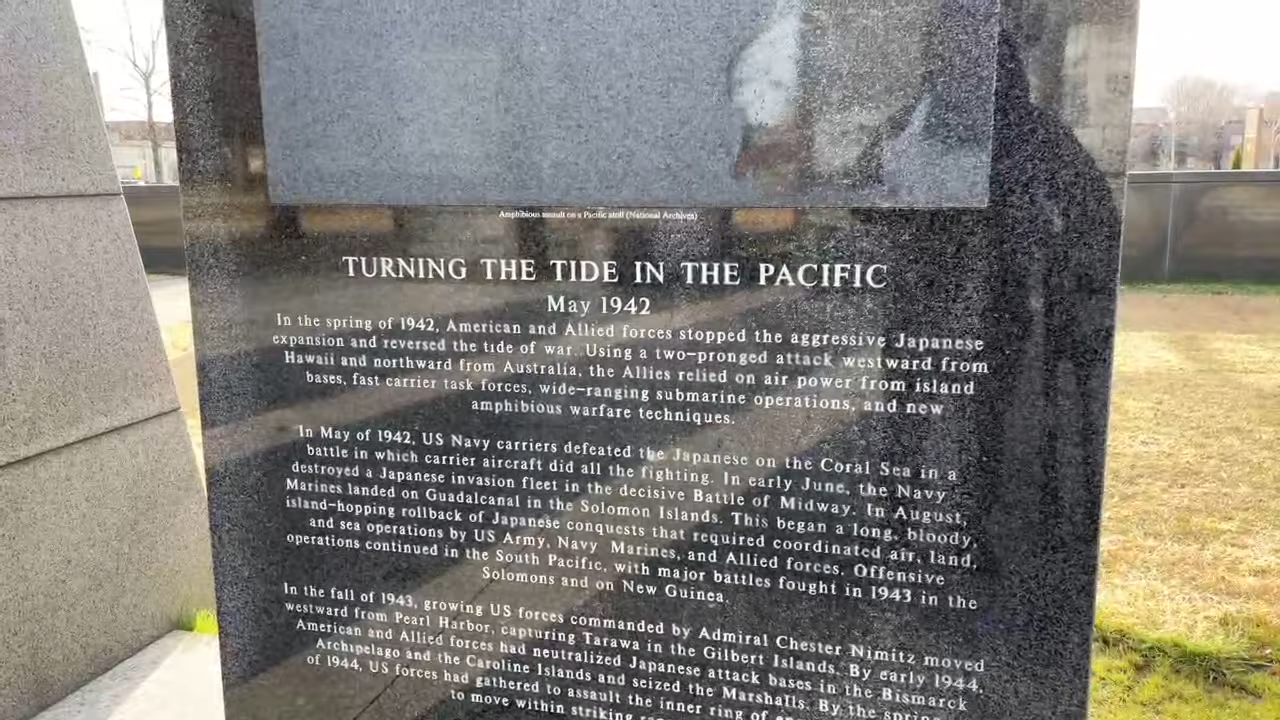 Amphibious assault on a Pacific atoll (National Archives)
TURNING THE TIDE IN THE PACIFIC
May 1942
In the spring of 1942, American and Allied forces stopped the aggressive Japanese
expansion and reversed the tide of war. Using a two-pronged attack westward from
Hawaii and northward from Australia, the Allies relied on air power from island
bases, fast carrier task forces, wide-ranging submarine operations, and new
amphibious warfare techniques.
In May of 1942, US Navy carriers defeated the Japanese on the Coral Sea in a
battle in which carrier aircraft did all the fighting. In early June, the Navy
destroyed a Japanese invasion fleet in the decisive Battle of Midway. In August,
Marines landed on Guadalcanal in the Solomon Islands. This began a long, bloody,
island-hopping rollback of Japanese conquests that required coordinated air, land,
and sea operations by US Army, Navy Marines, and Allied forces. Offensive
operations continued in the South Pacific, with major battles fought in 1943 in the
Solomons and on New Guinea.
In the fall of 1943, growing US forces commanded by Admiral Chester Nimitz moved
westward from Pearl Harbor, capturing Tarawa in the Gilbert Islands. By early 1944,
American and Allied forces had neutralized Japanese attack bases in the Bismarck
Archipelago and the Caroline Islands and seized the Marshalls. By the spring
of 1944, US forces had gathered to assault the inner ring of
to move within striking